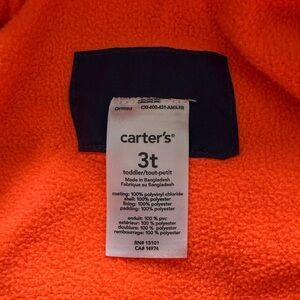 carter's®
3t
toddler/tout-petit
Made in Bangladesh
Fabriqué au Bangladesh
coating: 100% polyvinyl chloride
shell: 100% polyester
lining: 100% polyester
padding: 100% polyester
enduit: 100 % pvc
extérieur: 100 % polyester
doublure: 100 % polyester
rembourrage: 100 % polyester
RN# 13101
CA# 14974